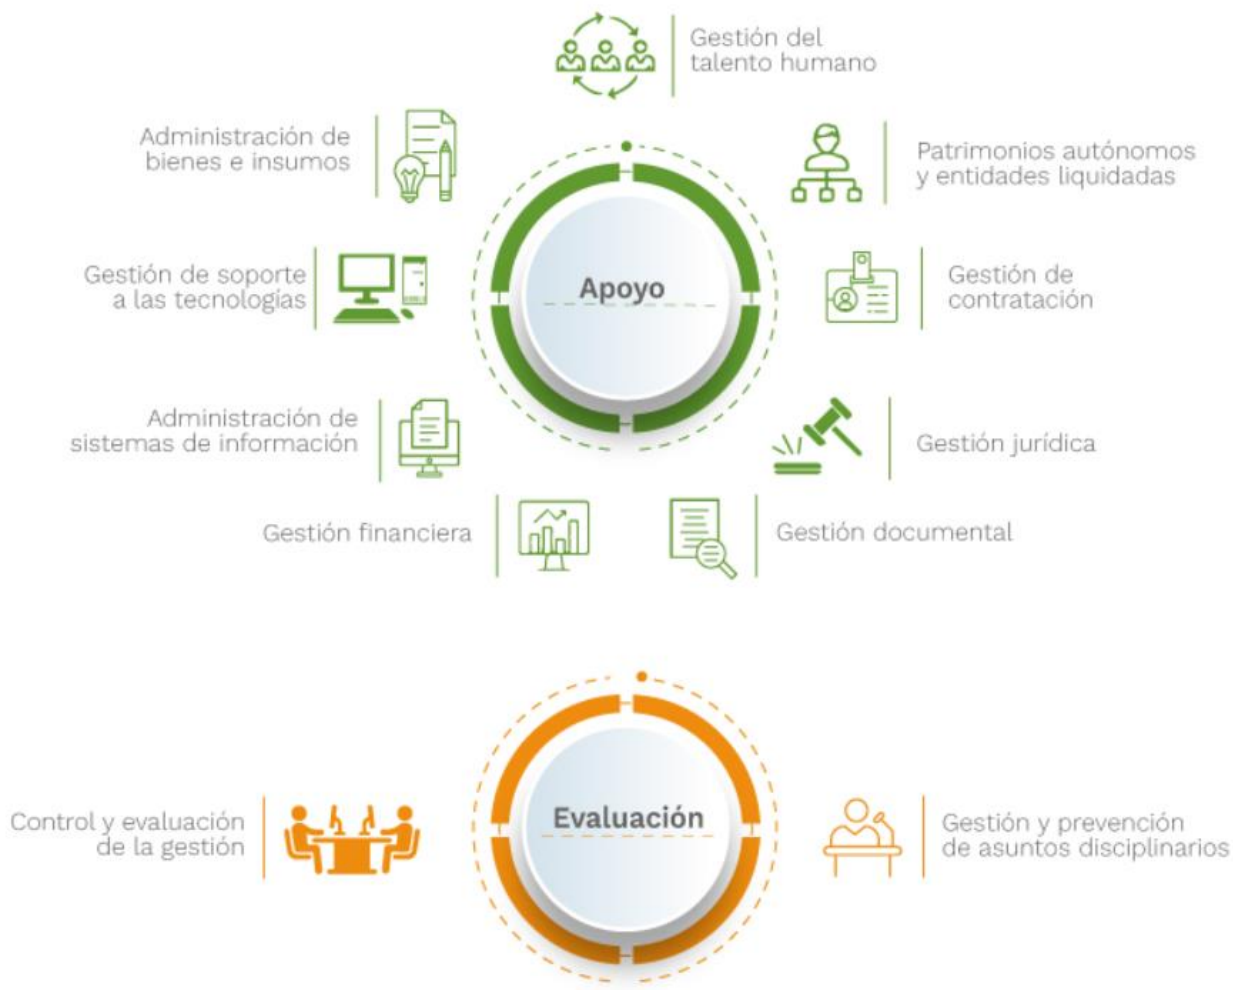 Gestión del
talento humano
Administración de
bienes e insumos
Patrimonios autónomos
y entidades liquidadas
Gestión de soporte
a las tecnologías
Apoyo
Gestión de
contratación
Administración de
sistemas de información
Gestión jurídica
Gestión financiera
Gestión documental
Evaluación
Control y evaluación
de la gestión
Gestión y prevención
de asuntos disciplinarios